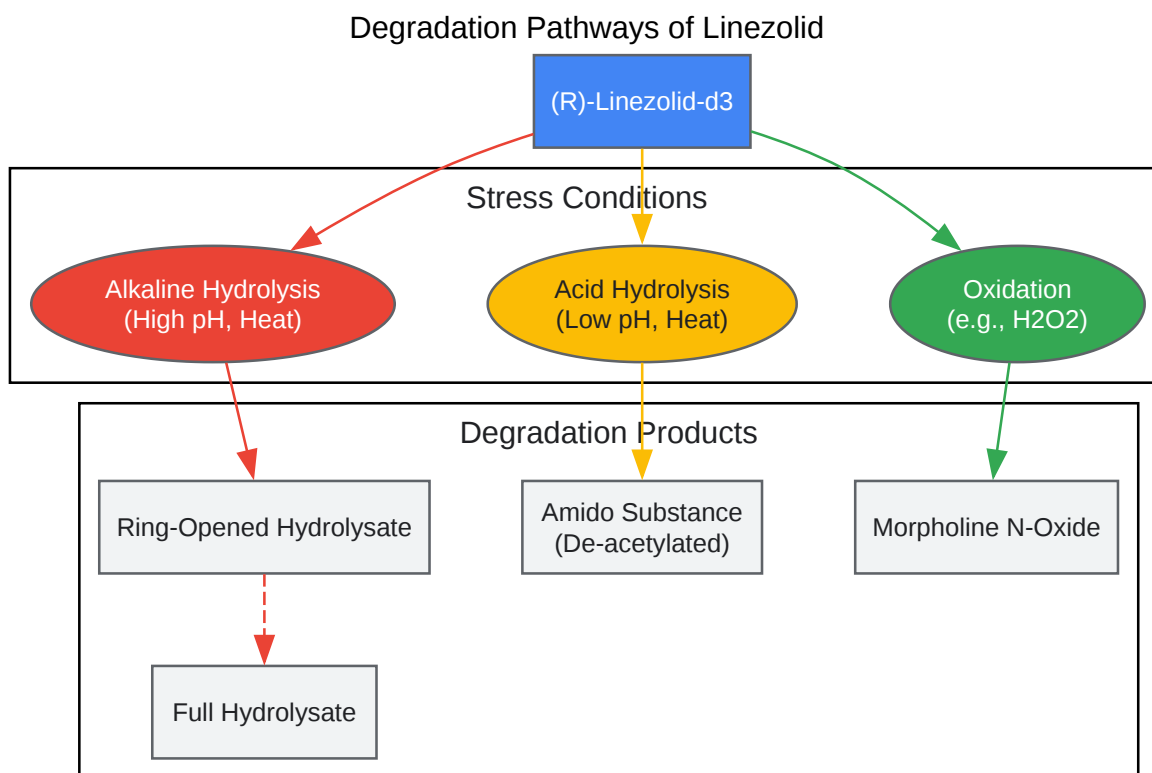 Degradation Pathways of Linezolid
(R)-Linezolid-d3
Stress Conditions
Alkaline Hydrolysis
(High pH, Heat)
Acid Hydrolysis
(Low pH, Heat)
Oxidation
(e.g., H2O2)
Degradation Products
Ring-Opened Hydrolysate
Amido Substance
(De-acetylated)
Morpholine N-Oxide
Full Hydrolysate